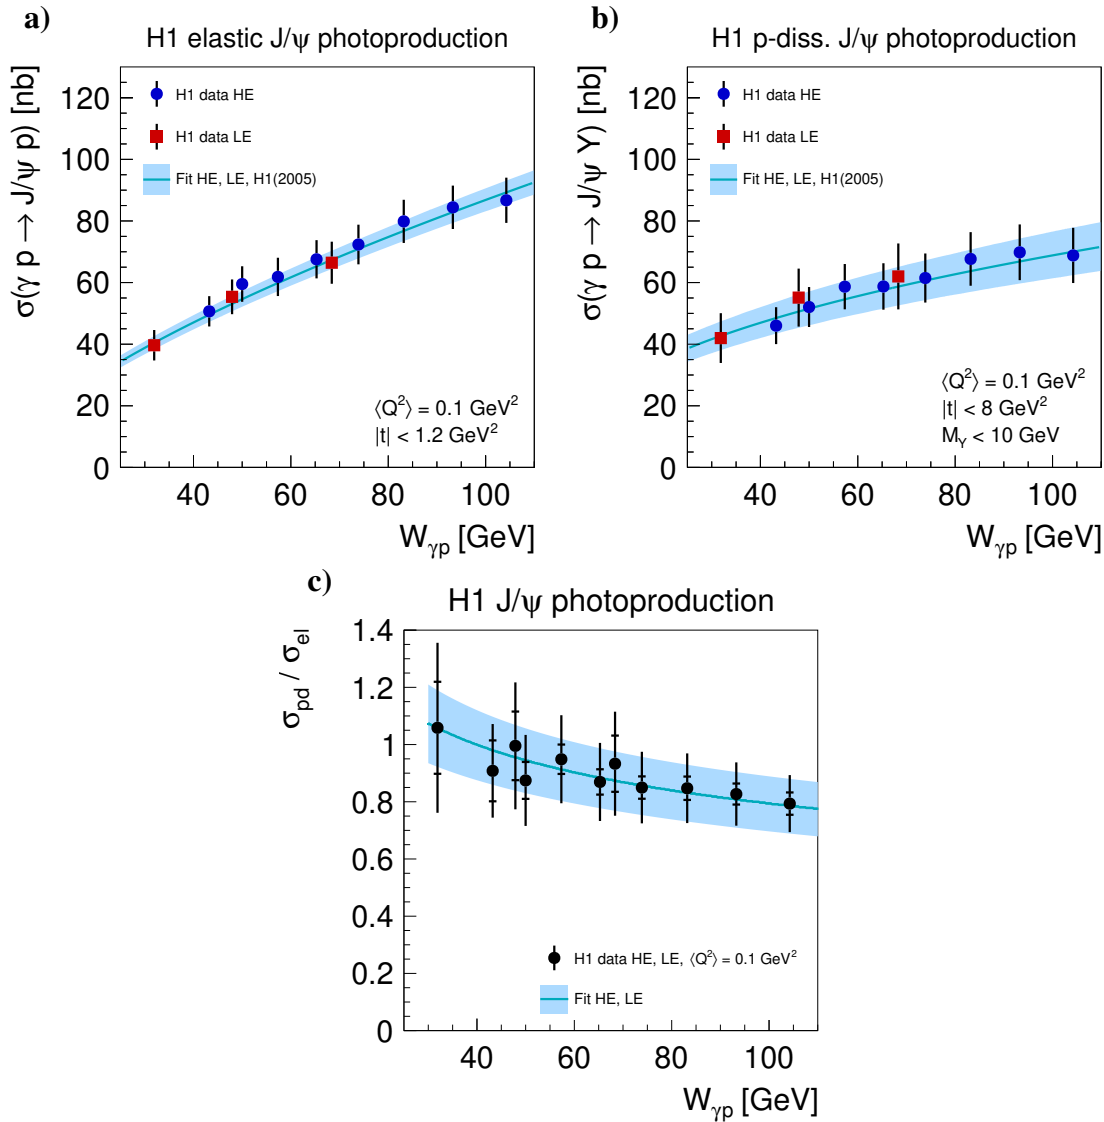 a)
H1 elastic J/ψ photoproduction
σ(γ p → J/ψ p) [nb]
120
100
80
60
40
20
0
H1 data HE
H1 data LE
Fit HE, LE, H1(2005)
⟨Q²⟩ = 0.1 GeV²
|t| < 1.2 GeV²
40 60 80 100
W_γp [GeV]
b)
H1 p-diss. J/ψ photoproduction
σ(γ p → J/ψ Y) [nb]
120
100
80
60
40
20
0
H1 data HE
H1 data LE
Fit HE, LE, H1(2005)
⟨Q²⟩ = 0.1 GeV²
|t| < 8 GeV²
M_Y < 10 GeV
40 60 80 100
W_γp [GeV]
c)
H1 J/ψ photoproduction
σ_pd / σ_el
1.4
1.2
1
0.8
0.6
0.4
0.2
0
H1 data HE, LE, ⟨Q²⟩ = 0.1 GeV²
Fit HE, LE
40 60 80 100
W_γp [GeV]